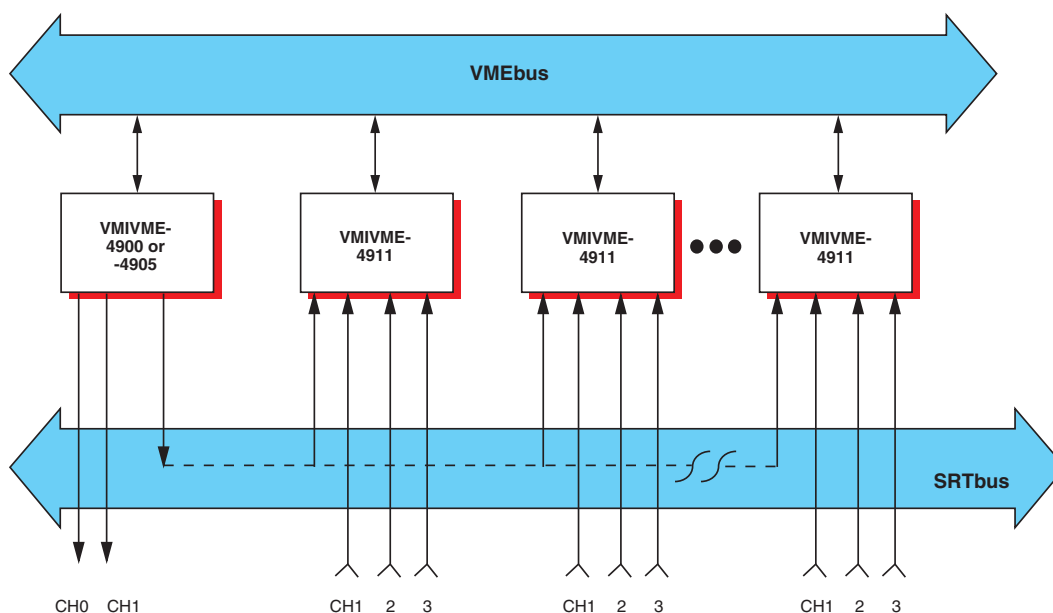 VMEbus
VMIVME-
4900 or
-4905
VMIVME-
4911
VMIVME-
4911
VMIVME-
4911
SRTbus
CH0 CH1 CH1 2 3 CH1 2 3 CH1 2 3